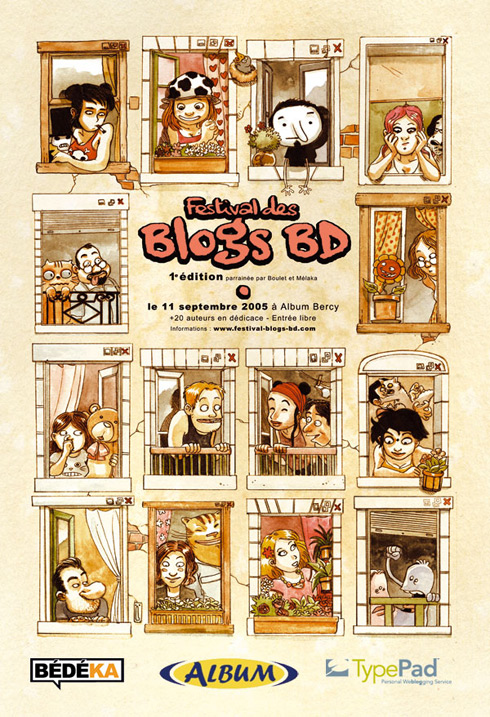 Festival des
Blogs BD
1e édition parrainée par Boulet et Mélaka
le 11 septembre 2005 à Album Bercy
+20 auteurs en dédicace - Entrée libre
Informations : www.festival-blogs-bd.com
BÉDÉKA
ALBUM
TypePad
Personal Weblogging Service